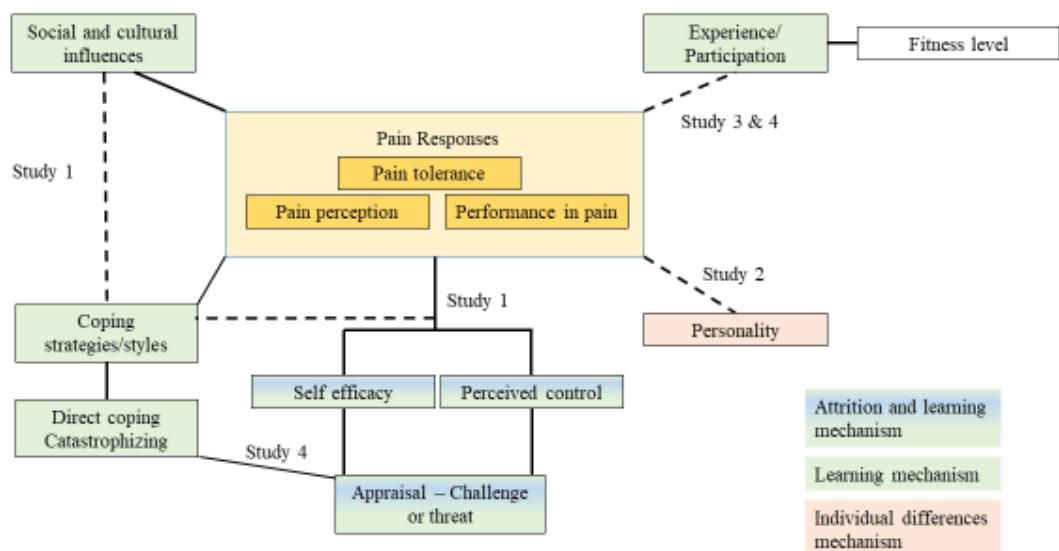 Social and cultural
influences
Experience/
Participation
Fitness level
Study 3 & 4
Pain Responses
Study 1
Pain tolerance
Pain perception
Performance in pain
Study 2
Study 1
Coping
strategies/styles
Personality
Self efficacy
Perceived control
Direct coping
Catastrophizing
Attrition and learning
mechanism
Study 4
Learning mechanism
Appraisal – Challenge
or threat
Individual differences
mechanism